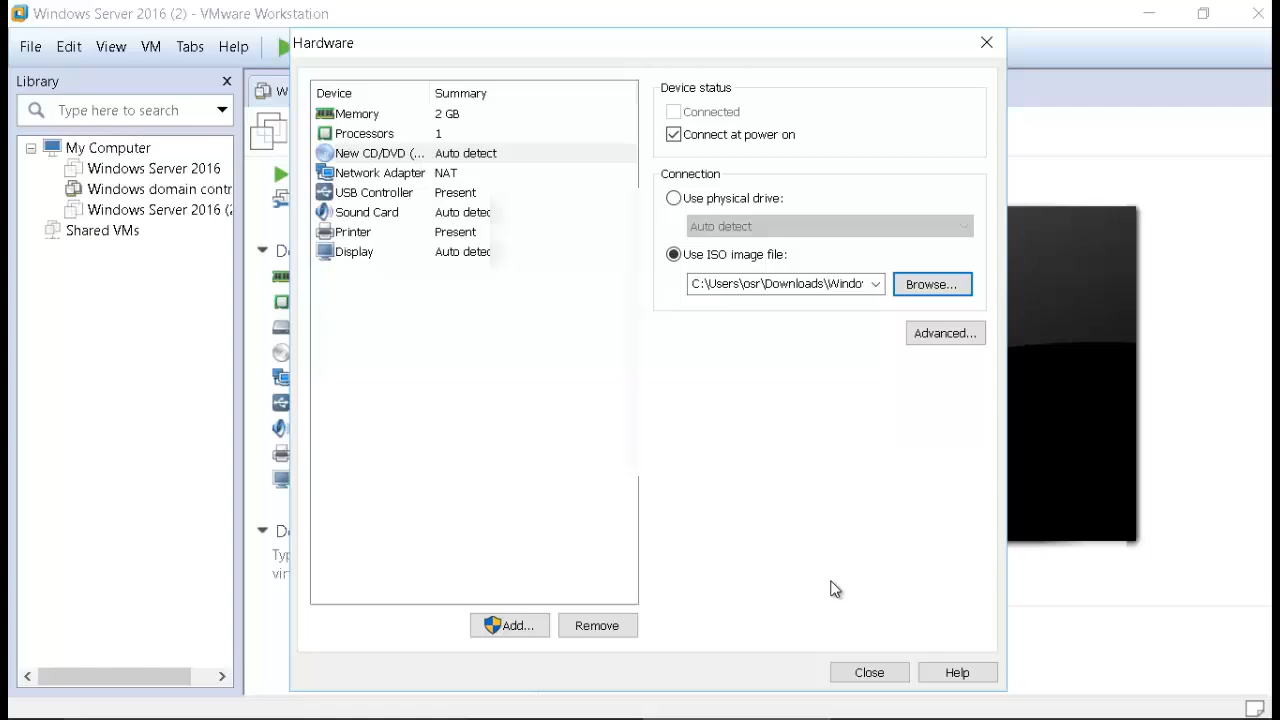 Windows Server 2016 (2) - VMware Workstation
File Edit View VM Tabs Help
Library
Type here to search
My Computer
Windows Server 2016
Windows domain contr
Windows Server 2016 (2
Shared VMs
W
De
De
Typ
vir
Hardware
Device Summary
Memory 2 GB
Processors 1
New CD/DVD (... Auto detect
Network Adapter NAT
USB Controller Present
Sound Card Auto detec
Printer Present
Display Auto detec
Add... Remove
Device status
Connected
Connect at power on
Connection
Use physical drive:
Auto detect
Use ISO image file:
C:\Users\osr\Downloads\Windo
Browse...
Advanced...
Close Help